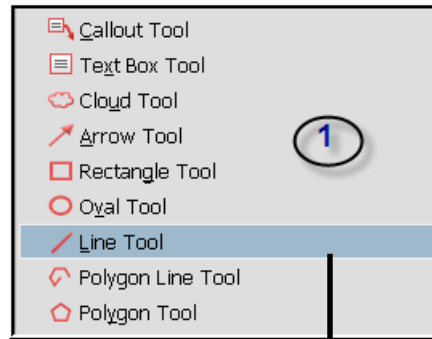 Callout Tool
Text Box Tool
Cloud Tool
Arrow Tool
1
Rectangle Tool
Oval Tool
Line Tool
Polygon Line Tool
Polygon Tool